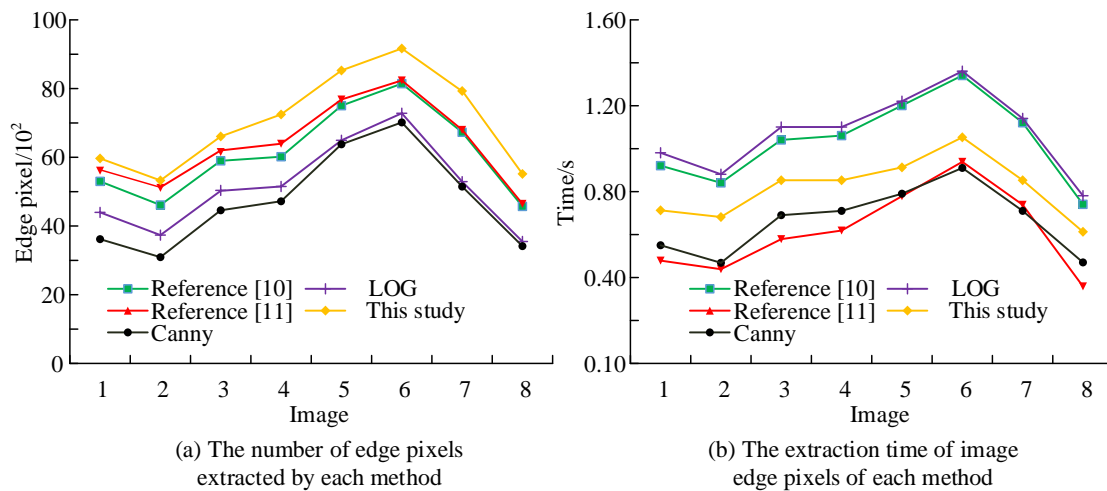 100
80
60
40
20
0
Edge pixel/10²
Reference [10]
LOG
Reference [11]
This study
Canny
1 2 3 4 5 6 7 8
Image
(a) The number of edge pixels
extracted by each method
1.60
1.20
0.80
0.40
0.10
Time/s
Reference [10]
LOG
Reference [11]
This study
Canny
1 2 3 4 5 6 7 8
Image
(b) The extraction time of image
edge pixels of each method